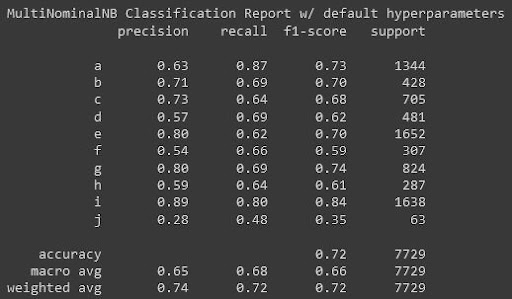 MultiNominalNB Classification Report w/ default hyperparameters
precision recall f1-score support
a 0.63 0.87 0.73 1344
b 0.71 0.69 0.70 428
c 0.73 0.64 0.68 705
d 0.57 0.69 0.62 481
e 0.80 0.62 0.70 1652
f 0.54 0.66 0.59 307
g 0.80 0.69 0.74 824
h 0.59 0.64 0.61 287
i 0.89 0.80 0.84 1638
j 0.28 0.48 0.35 63
accuracy 0.72 7729
macro avg 0.65 0.68 0.66 7729
weighted avg 0.74 0.72 0.72 7729